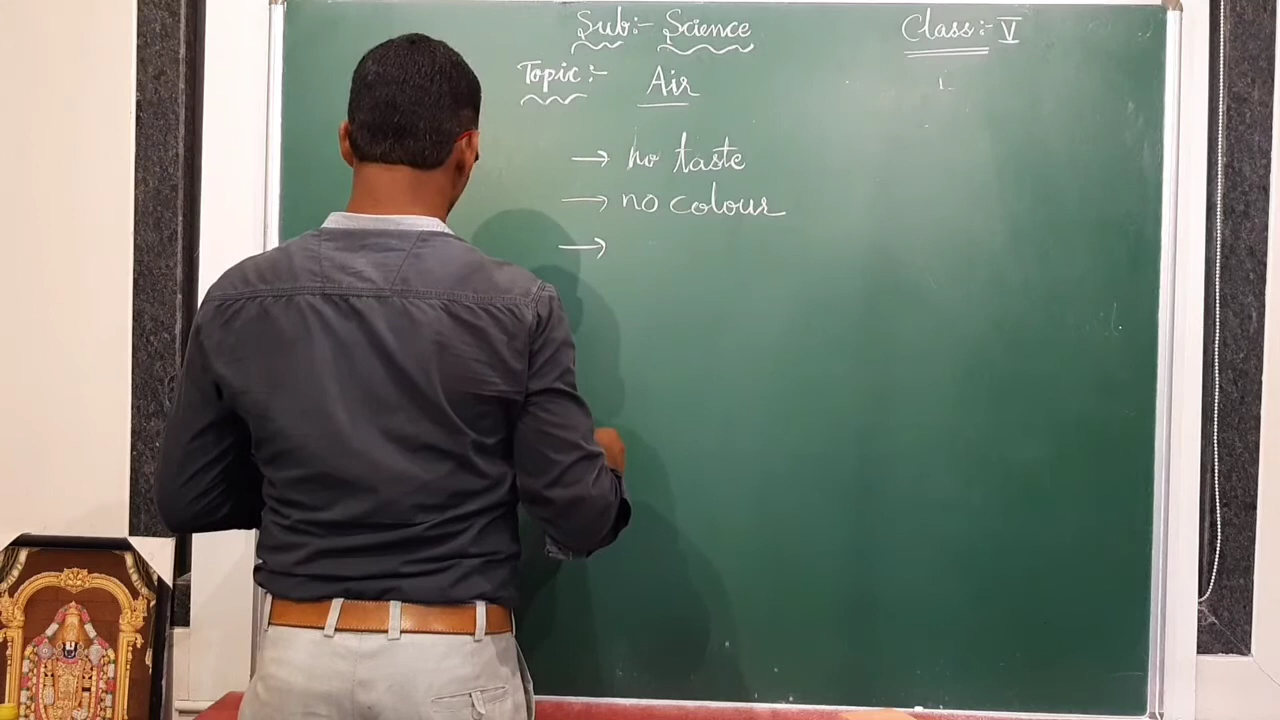 Sub:- Science
Class:- V
Topic:- Air
→ no taste
→ no colour
→